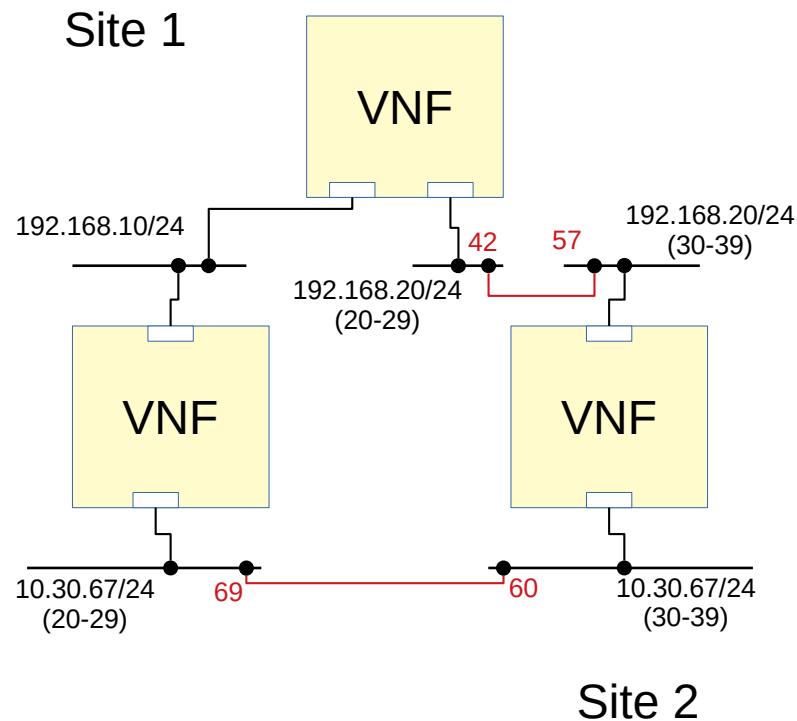 Site 1
VNF
192.168.10/24
42
57
192.168.20/24
(30-39)
192.168.20/24
(20-29)
VNF
VNF
10.30.67/24
(20-29)
69
60
10.30.67/24
(30-39)
Site 2